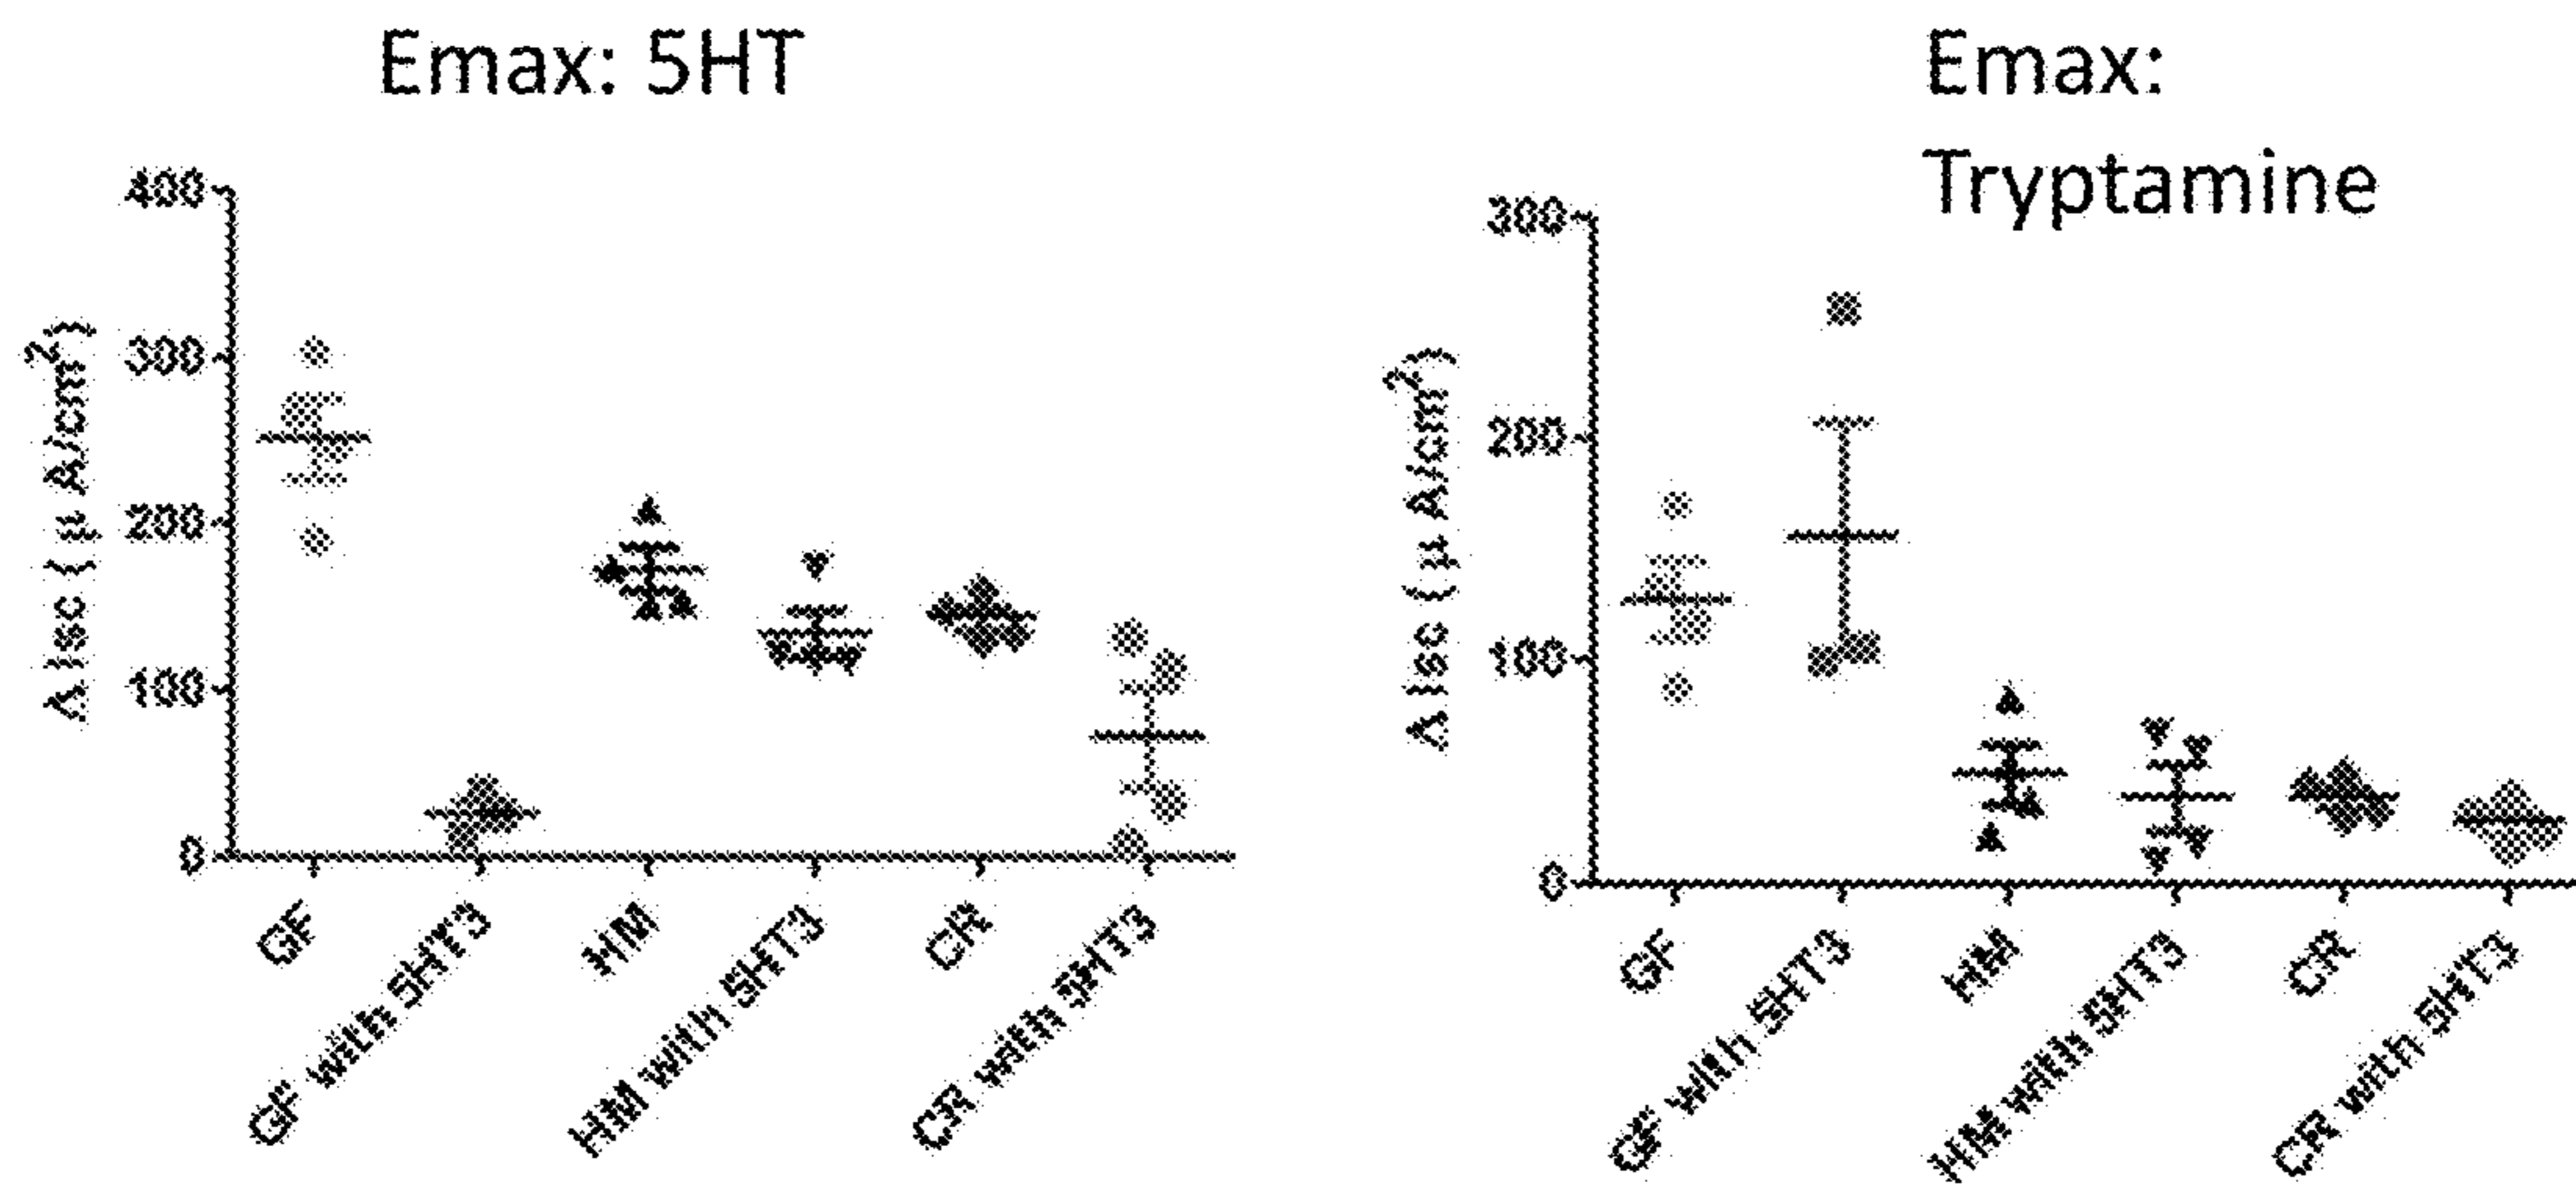 Emax: 5HT
400
300
200
100
0
Δ Isc ( μ A/cm²)
GF
GF with 5HT3
HM
HM with 5HT3
CR
CR with 5HT3
Emax:
Tryptamine
300
200
100
0
Δ Isc ( μ A/cm²)
GF
GF with 5HT3
HM
HM with 5HT3
CR
CR with 5HT3